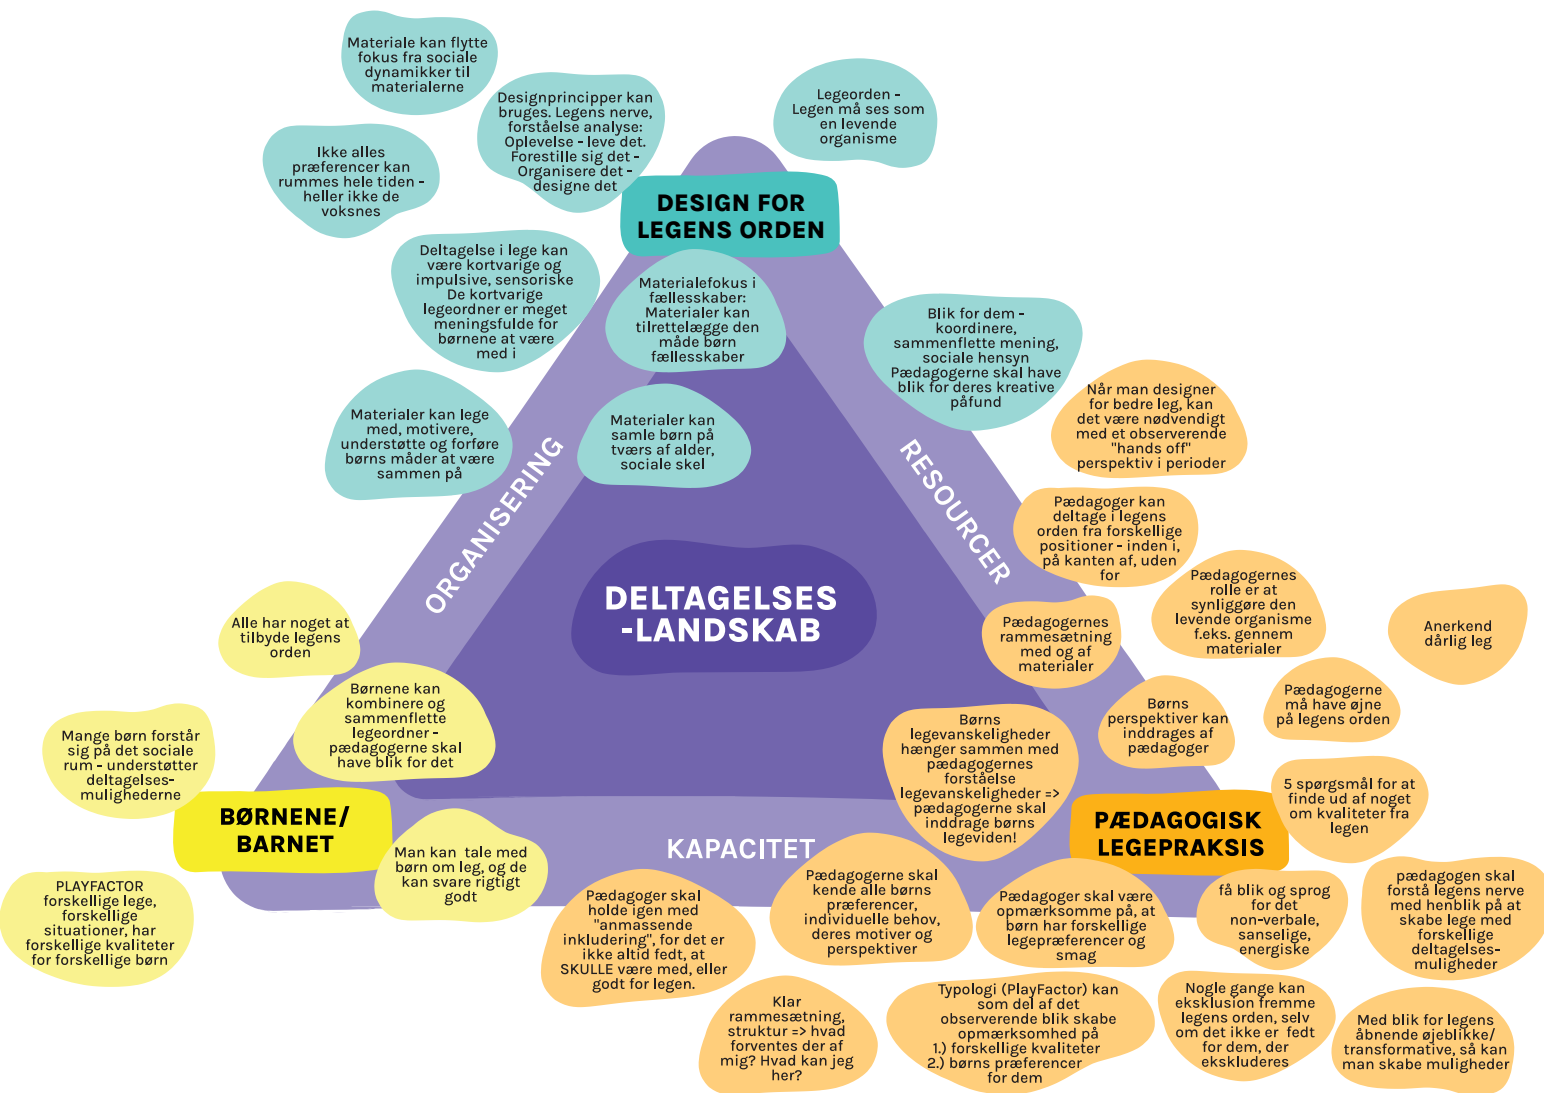 Materiale kan flytte
fokus fra sociale
dynamikker til
materialerne
Designprincipper kan
bruges. Legens nerve,
forståelse analyse:
Oplevelse - leve det.
Forestille sig det -
Organisere det -
designe det
Legeorden -
Legen må ses som
en levende
organisme
Ikke alles
præferencer kan
rummes hele tiden -
heller ikke de
voksnes
DESIGN FOR
LEGENS ORDEN
Deltagelse i lege kan
være kortvarige og
impulsive, sensoriske
De kortvarige
legeordner er meget
meningsfulde for
børnene at være
med i
Materialefokus i
fællesskaber:
Materialer kan
tilrettelægge den
måde børn
fællesskaber
Blik for dem -
koordinere,
sammenflette mening,
sociale hensyn
Pædagogerne skal have
blik for deres kreative
påfund
Materialer kan lege
med, motivere,
understøtte og forføre
børns måder at være
sammen på
Materialer kan
samle børn på
tværs af alder,
sociale skel
Når man designer
for bedre leg, kan
det være nødvendigt
med et observerende
"hands off"
perspektiv i perioder
ORGANISERING
RESOURCER
Pædagoger kan
deltage i legens
orden fra forskellige
positioner - inden i,
på kanten af, uden
for
DELTAGELSES
-LANDSKAB
Pædagogernes
rolle er at
synliggøre den
levende organisme
f.eks. gennem
materialer
Anerkend
dårlig leg
Alle har noget at
tilbyde legens
orden
Pædagogernes
rammesætning
med og af
materialer
Børnene kan
kombinere og
sammenflette
legeordner -
pædagogerne skal
have blik for det
Børns
perspektiver kan
inddrages af
pædagoger
Pædagogerne
må have øjne
på legens orden
Mange børn forstår
sig på det sociale
rum - understøtter
deltagelses-
mulighederne
Børns
legevanskeligheder
hænger sammen med
pædagogernes
forståelse
legevanskeligheder =>
pædagogerne skal
inddrage børns
legeviden!
5 spørgsmål for at
finde ud af noget
om kvaliteter fra
legen
BØRNENE/
BARNET
PÆDAGOGISK
LEGEPRAKSIS
KAPACITET
Man kan  tale med
børn om leg, og de
kan svare rigtigt
godt
PLAYFACTOR
forskellige lege,
forskellige
situationer, har
forskellige kvaliteter
for forskellige børn
Pædagoger skal
holde igen med
"anmassende
inkludering", for det er
ikke altid fedt, at
SKULLE være med, eller
godt for legen.
Pædagogerne skal
kende alle børns
præferencer,
individuelle behov,
deres motiver og
perspektiver
Pædagoger skal være
opmærksomme på, at
børn har forskellige
legepræferencer og
smag
få blik og sprog
for det
non-verbale,
sanselige,
energiske
pædagogen skal
forstå legens nerve
med henblik på at
skabe lege med
forskellige
deltagelses-
muligheder
Klar
rammesætning,
struktur => hvad
forventes der af
mig? Hvad kan jeg
her?
Typologi (PlayFactor) kan
som del af det
observerende blik skabe
opmærksomhed på
1.) forskellige kvaliteter
2.) børns præferencer
for dem
Nogle gange kan
eksklusion fremme
legens orden, selv
om det ikke er  fedt
for dem, der
ekskluderes
Med blik for legens
åbnende øjeblikke/
transformative, så kan
man skabe muligheder